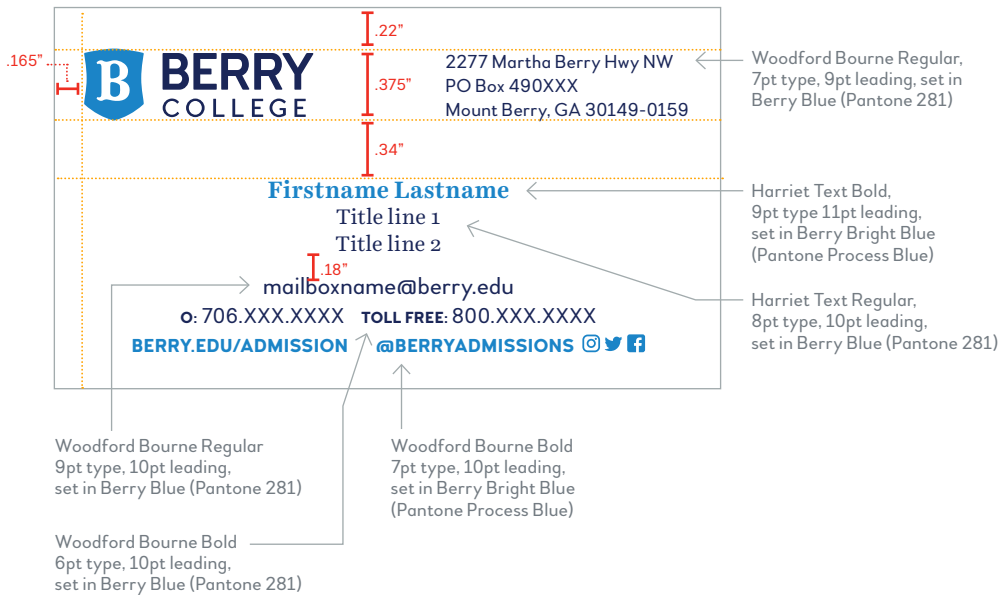 .22"
.165"
B
BERRY
COLLEGE
.375"
2277 Martha Berry Hwy NW
PO Box 490XXX
Mount Berry, GA 30149-0159
Woodford Bourne Regular,
7pt type, 9pt leading, set in
Berry Blue (Pantone 281)
.34"
Firstname Lastname
Title line 1
Title line 2
.18"
mailboxname@berry.edu
O: 706.XXX.XXXX TOLL FREE: 800.XXX.XXXX
BERRY.EDU/ADMISSION @BERRYADMISSIONS
Harriet Text Bold,
9pt type 11pt leading,
set in Berry Bright Blue
(Pantone Process Blue)
Harriet Text Regular,
8pt type, 10pt leading,
set in Berry Blue (Pantone 281)
Woodford Bourne Regular
9pt type, 10pt leading,
set in Berry Blue (Pantone 281)
Woodford Bourne Bold
7pt type, 10pt leading,
set in Berry Bright Blue
(Pantone Process Blue)
Woodford Bourne Bold
6pt type, 10pt leading,
set in Berry Blue (Pantone 281)